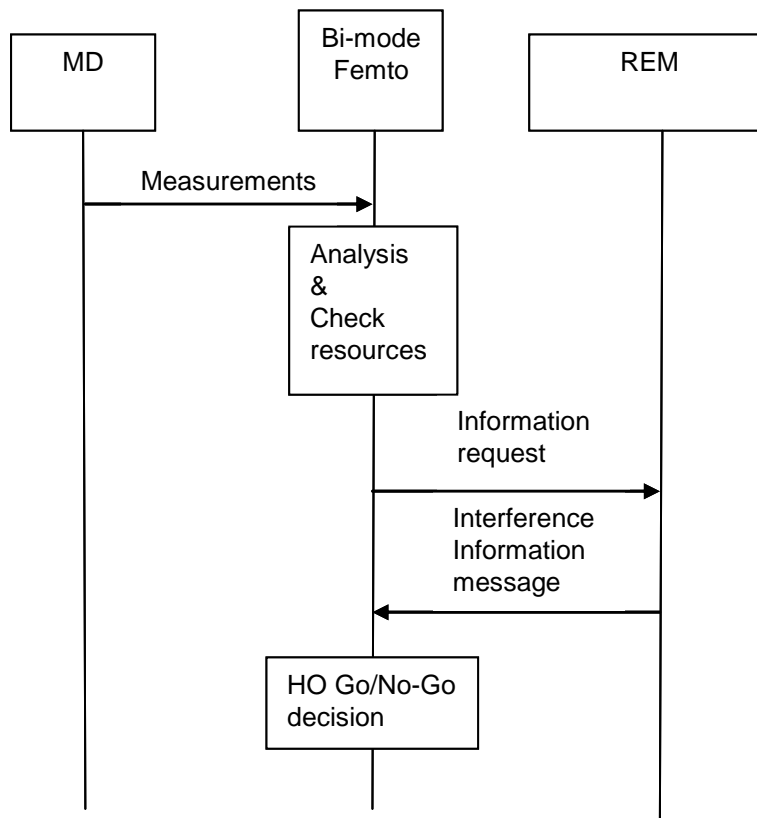 MD
Bi-mode
Femto
REM
Measurements
Analysis
&
Check
resources
Information
request
Interference
Information
message
HO Go/No-Go
decision